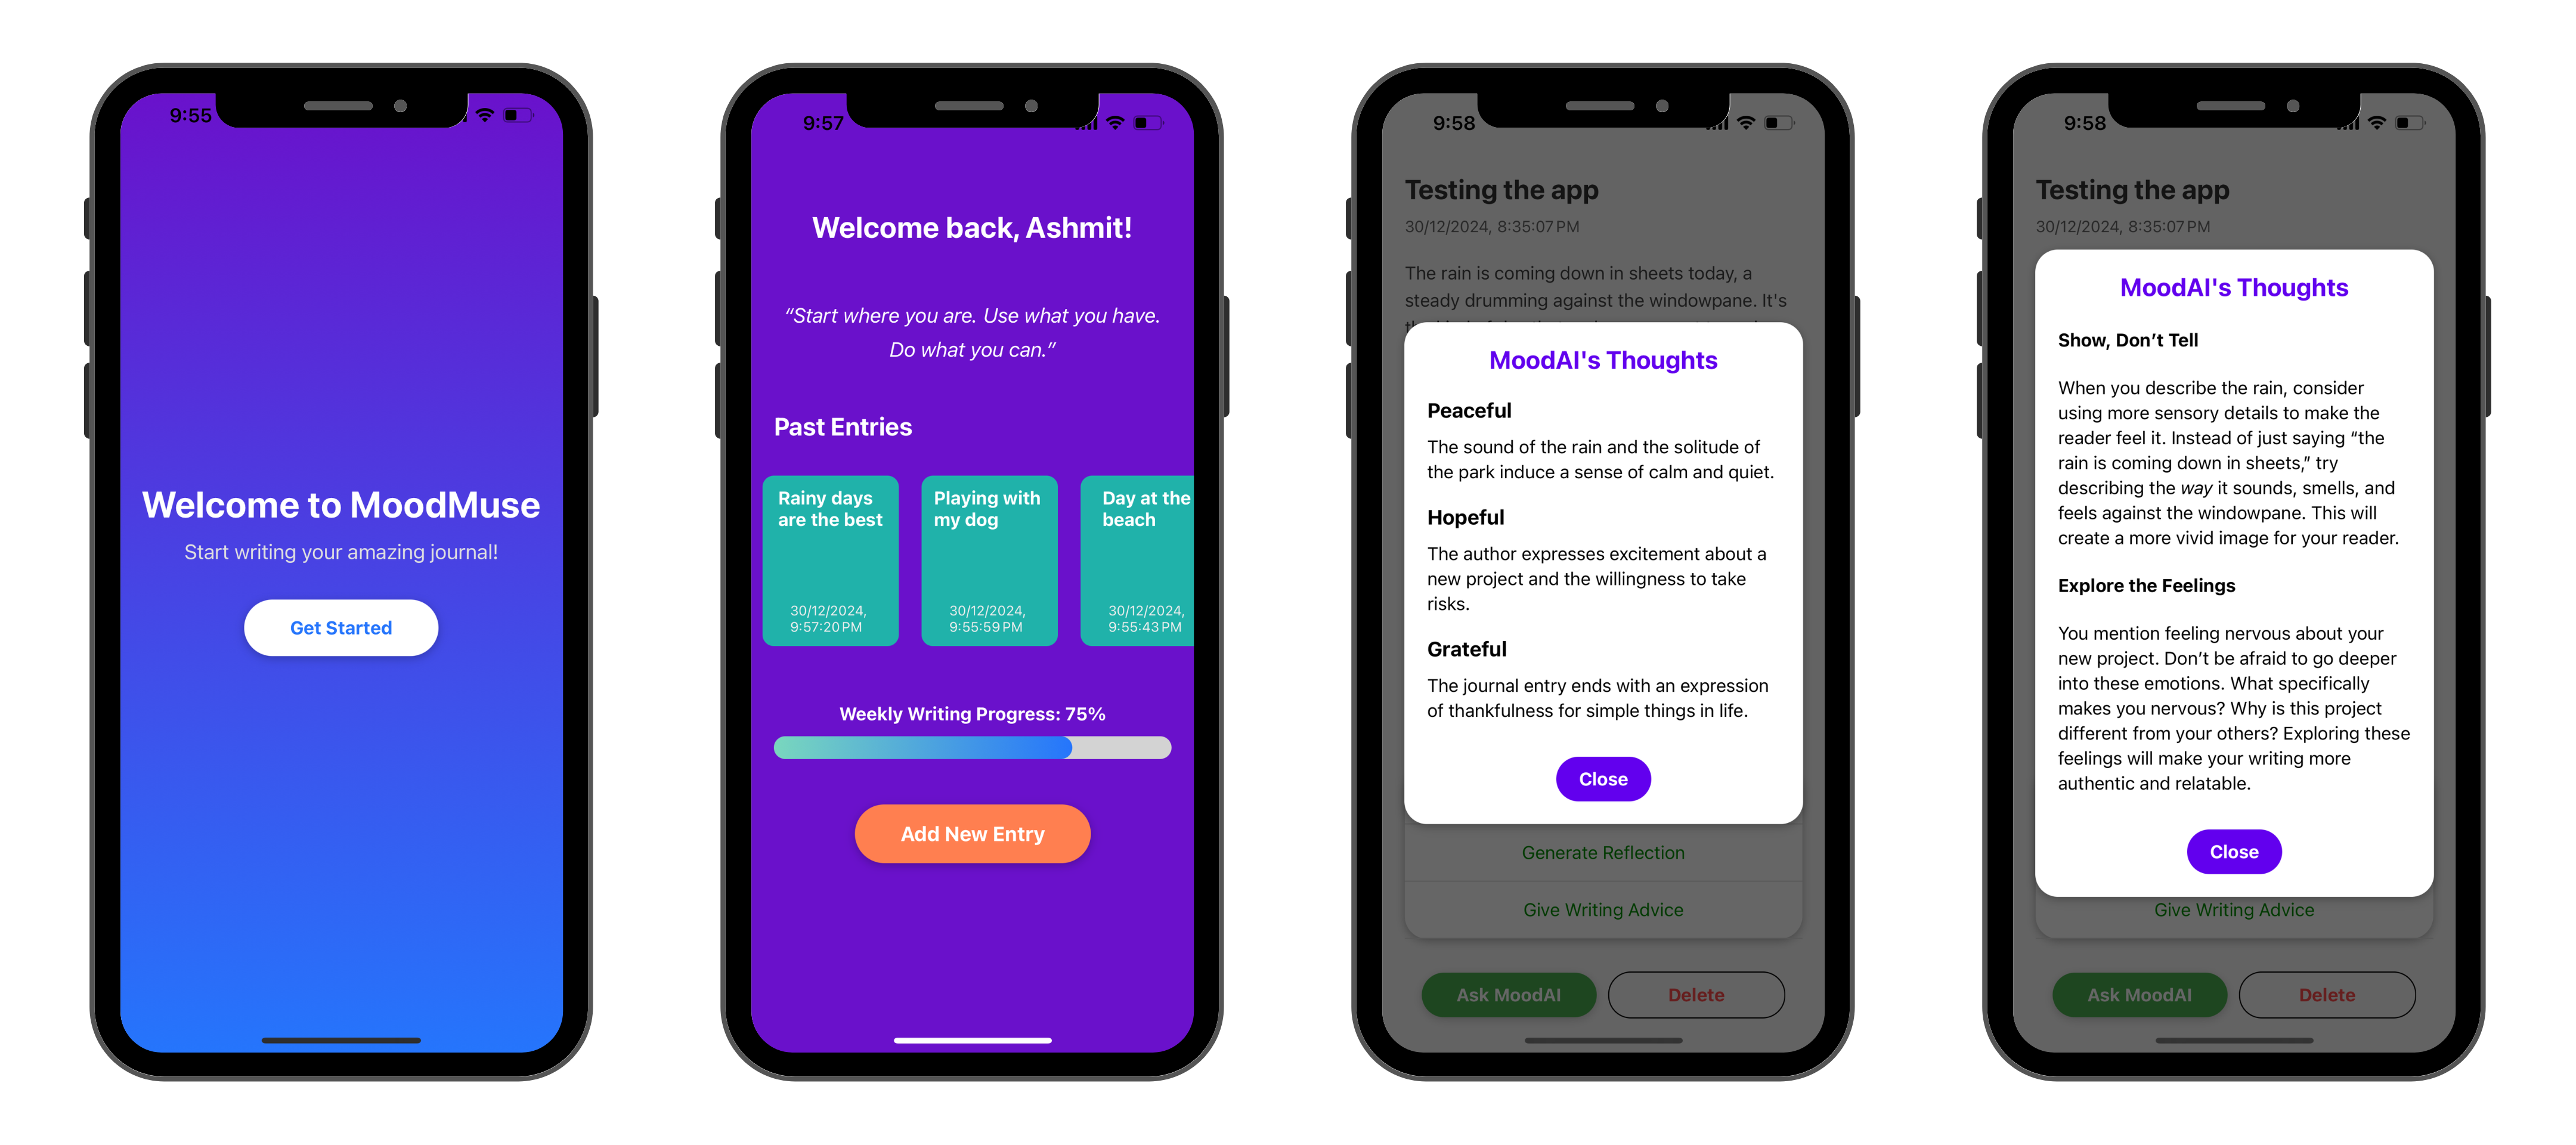 9:55
Welcome to MoodMuse
Start writing your amazing journal!
Get Started
9:57
Welcome back, Ashmit!
“Start where you are. Use what you have.
Do what you can.”
Past Entries
Rainy days
are the best
30/12/2024,
9:57:20 PM
Playing with
my dog
30/12/2024,
9:55:59 PM
Day at the
beach
30/12/2024,
9:55:43 PM
Weekly Writing Progress: 75%
Add New Entry
9:58
Testing the app
30/12/2024, 8:35:07 PM
The rain is coming down in sheets today, a
steady drumming against the windowpane. It's
MoodAI's Thoughts
Peaceful
The sound of the rain and the solitude of
the park induce a sense of calm and quiet.
Hopeful
The author expresses excitement about a
new project and the willingness to take
risks.
Grateful
The journal entry ends with an expression
of thankfulness for simple things in life.
Close
Generate Reflection
Give Writing Advice
Ask MoodAI
Delete
9:58
Testing the app
30/12/2024, 8:35:07 PM
MoodAI's Thoughts
Show, Don’t Tell
When you describe the rain, consider
using more sensory details to make the
reader feel it. Instead of just saying “the
rain is coming down in sheets,” try
describing the way it sounds, smells, and
feels against the windowpane. This will
create a more vivid image for your reader.
Explore the Feelings
You mention feeling nervous about your
new project. Don’t be afraid to go deeper
into these emotions. What specifically
makes you nervous? Why is this project
different from your others? Exploring these
feelings will make your writing more
authentic and relatable.
Close
Give Writing Advice
Ask MoodAI
Delete